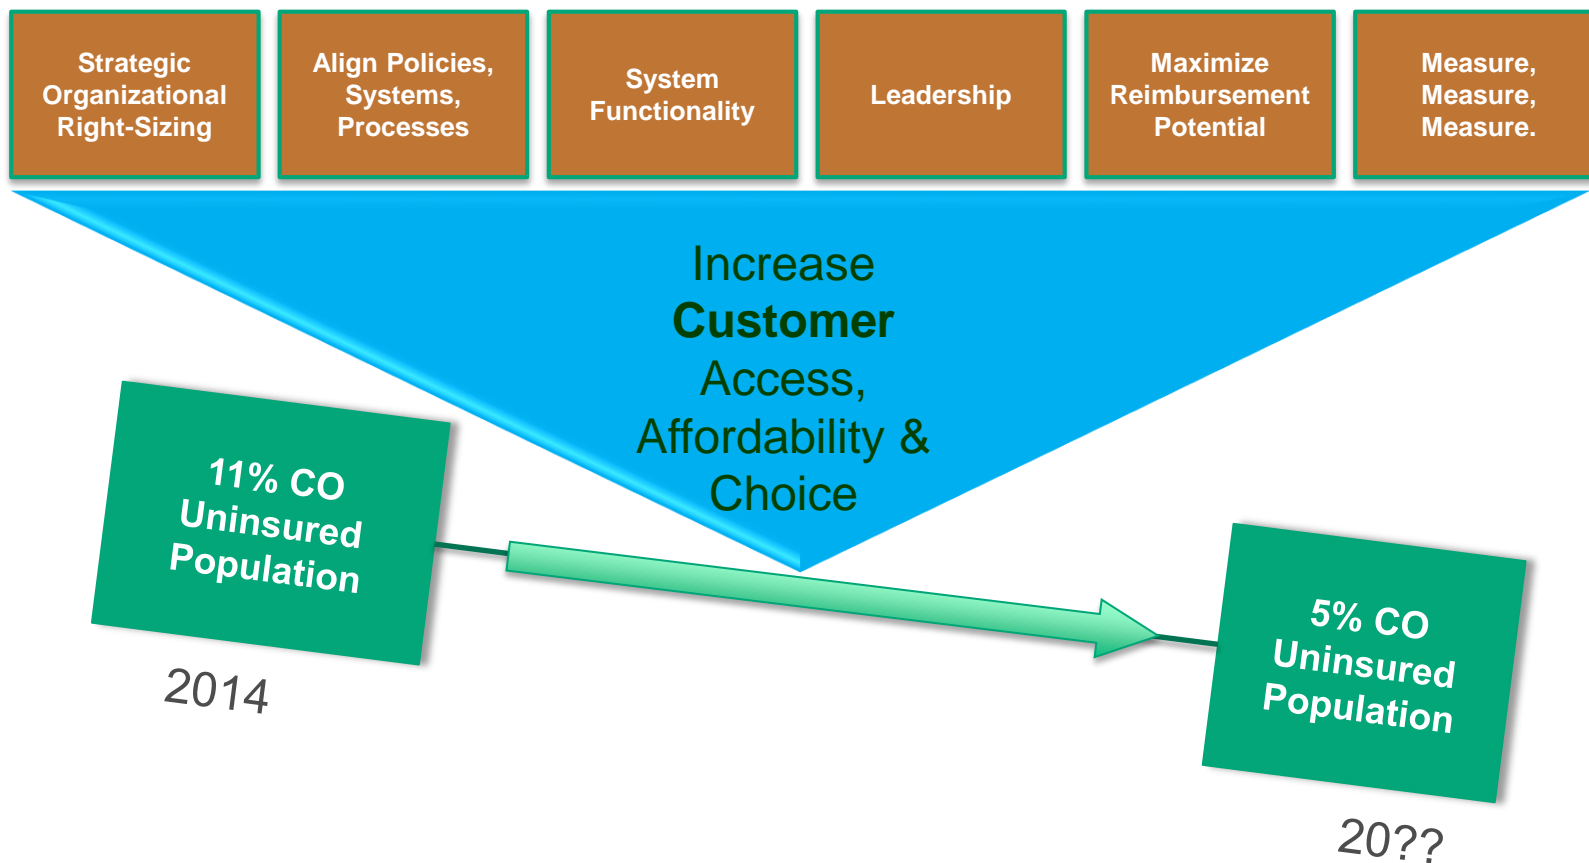 Strategic
Organizational
Right-Sizing
Align Policies,
Systems,
Processes
System
Functionality
Leadership
Maximize
Reimbursement
Potential
Measure,
Measure,
Measure.
Increase
Customer
Access,
Affordability &
Choice
11% CO
Uninsured
Population
2014
5% CO
Uninsured
Population
20??